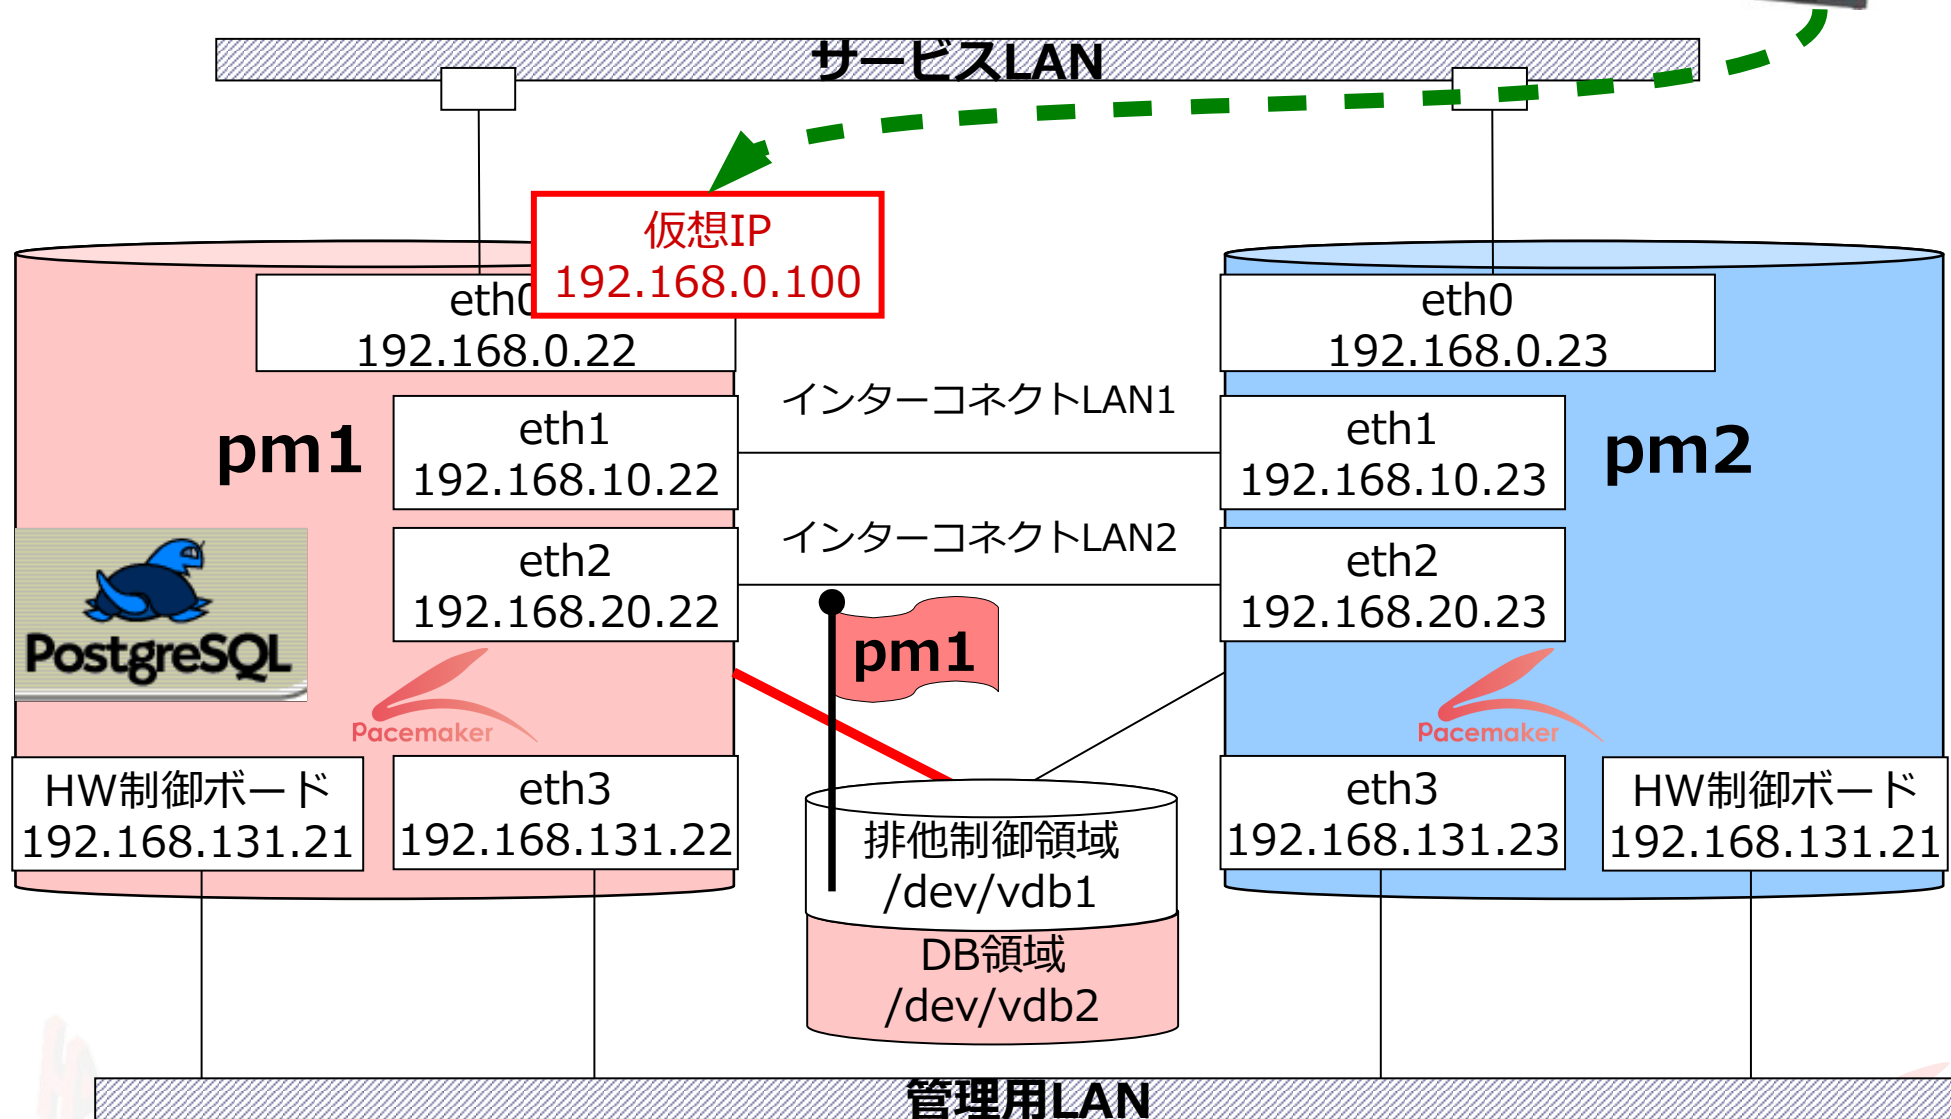 サービスLAN
仮想IP
192.168.0.100
eth0
192.168.0.22
eth0
192.168.0.23
インターコネクトLAN1
pm1
eth1
192.168.10.22
eth1
192.168.10.23
pm2
インターコネクトLAN2
eth2
192.168.20.22
eth2
192.168.20.23
PostgreSQL
pm1
Pacemaker
Pacemaker
HW制御ボード
192.168.131.21
eth3
192.168.131.22
排他制御領域
/dev/vdb1
eth3
192.168.131.23
HW制御ボード
192.168.131.21
DB領域
/dev/vdb2
管理用LAN